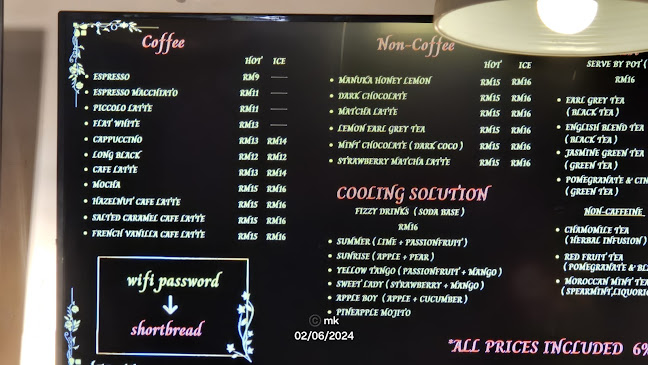 Coffee
HOT ICE
• ESPRESSO RM9 —
• ESPRESSO MACCHIATO RM11 —
• PICCOLO LATTE RM11 —
• FLAT WHITE RM13 —
• CAPPUCCINO RM13 RM14
• LONG BLACK RM12 RM12
• CAFE LATTE RM13 RM14
• MOCHA RM15 RM16
• HAZELNUT CAFE LATTE RM15 RM16
• SALTED CARAMEL CAFE LATTE RM15 RM16
• FRENCH VANILLA CAFE LATTE RM15 RM16
wifi password
↓
shortbread
Non-Coffee
HOT ICE
• MANUKA HONEY LEMON RM15 RM16
• DARK CHOCOLATE RM15 RM16
• MATCHA LATTE RM15 RM16
• LEMON EARL GREY TEA RM15 RM16
• MINT CHOCOLATE ( DARK COCO ) RM15 RM16
• STRAWBERRY MATCHA LATTE RM15 RM16
COOLING SOLUTION
FIZZY DRINKS ( SODA BASE )
RM16
• SUMMER ( LIME + PASSIONFRUIT )
• SUNRISE ( APPLE + PEAR )
• YELLOW TANGO ( PASSIONFRUIT + MANGO )
• SWEET LADY ( STRAWBERRY + MANGO )
• APPLE BOY ( APPLE + CUCUMBER )
• PINEAPPLE MOJITO
SERVE BY POT (
RM16
• EARL GREY TEA
( BLACK TEA )
• ENGLISH BLEND TEA
( BLACK TEA )
• JASMINE GREEN TEA
( GREEN TEA )
• POMEGRANATE &
( GREEN TEA )
NON-CAFFEINE
• CHAMOMILE TEA
( HERBAL INFUSION )
• RED FRUIT TEA
( POMEGRANATE &
• MOROCCAN MINT TEA
( SPEARMINT,
*ALL PRICES INCLUDED 6%
© mk
02/06/2024